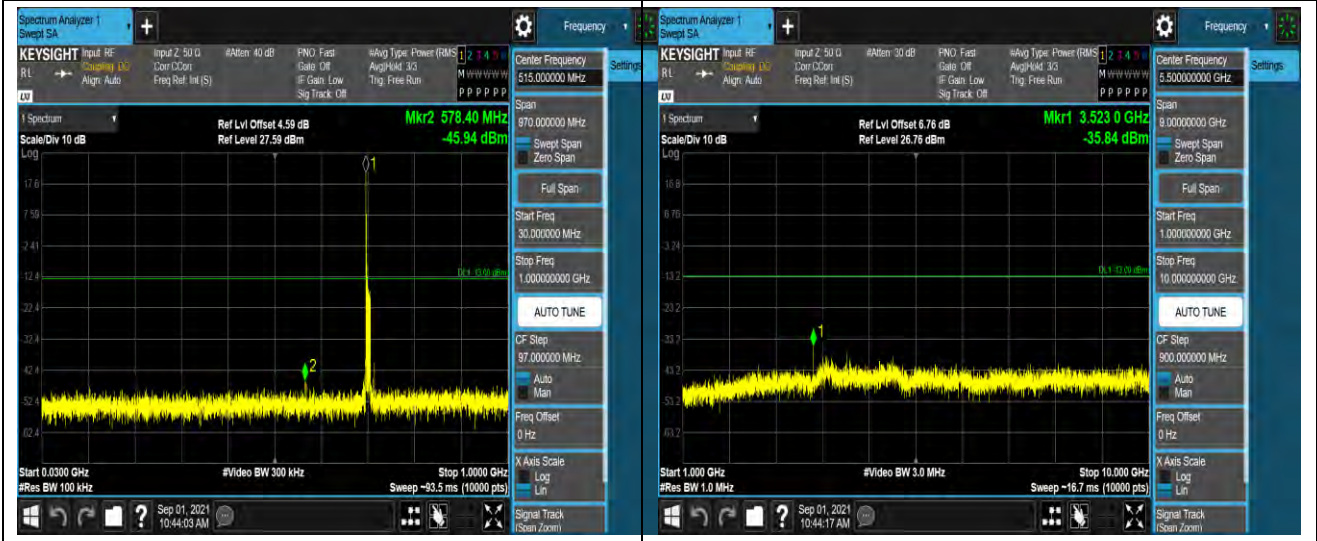 Spectrum Analyzer 1
Swept SA
+
Frequency
KEYSIGHT Input: RF
Coupling: DC
Align: Auto
Input Z: 50 Ω
Corr CCorr
Freq Ref: Int (S)
#Atten: 40 dB
PNO: Fast
Gate: Off
IF Gain: Low
Sig Track: Off
#Avg Type: Power (RMS
Avg|Hold: 3/3
Trig: Free Run
1 2 3 4 5 6
M W W W W W
P P P P P P
RL
LXI
Center Frequency
515.000000 MHz
Settings
1 Spectrum
Scale/Div 10 dB
Log
Ref Lvl Offset 4.59 dB
Ref Level 27.59 dBm
Mkr2 578.40 MHz
-45.94 dBm
Span
970.000000 MHz
Swept Span
Zero Span
Full Span
Start Freq
30.000000 MHz
Stop Freq
1.000000000 GHz
AUTO TUNE
CF Step
97.000000 MHz
Auto
Man
Freq Offset
0 Hz
X Axis Scale
Log
Lin
Signal Track
(Span Zoom)
17.6
7.59
-2.41
-12.4
-22.4
-32.4
-42.4
-52.4
-62.4
1
2
DL1 -13.00 dBm
Start 0.0300 GHz
#Res BW 100 kHz
#Video BW 300 kHz
Stop 1.0000 GHz
Sweep ~93.5 ms (10000 pts)
?
Sep 01, 2021
10:44:03 AM
Spectrum Analyzer 1
Swept SA
+
Frequency
KEYSIGHT Input: RF
Coupling: DC
Align: Auto
Input Z: 50 Ω
Corr CCorr
Freq Ref: Int (S)
#Atten: 30 dB
PNO: Fast
Gate: Off
IF Gain: Low
Sig Track: Off
#Avg Type: Power (RMS
Avg|Hold: 3/3
Trig: Free Run
1 2 3 4 5 6
M W W W W W
P P P P P P
RL
LXI
Center Frequency
5.500000000 GHz
Settings
1 Spectrum
Scale/Div 10 dB
Log
Ref Lvl Offset 6.76 dB
Ref Level 26.76 dBm
Mkr1 3.523 0 GHz
-35.84 dBm
Span
9.00000000 GHz
Swept Span
Zero Span
Full Span
Start Freq
1.000000000 GHz
Stop Freq
10.000000000 GHz
AUTO TUNE
CF Step
900.000000 MHz
Auto
Man
Freq Offset
0 Hz
X Axis Scale
Log
Lin
Signal Track
(Span Zoom)
16.8
6.76
-3.24
-13.2
-23.2
-33.2
-43.2
-53.2
-63.2
1
DL1 -13.00 dBm
Start 1.000 GHz
#Res BW 1.0 MHz
#Video BW 3.0 MHz
Stop 10.000 GHz
Sweep ~16.7 ms (10000 pts)
?
Sep 01, 2021
10:44:17 AM